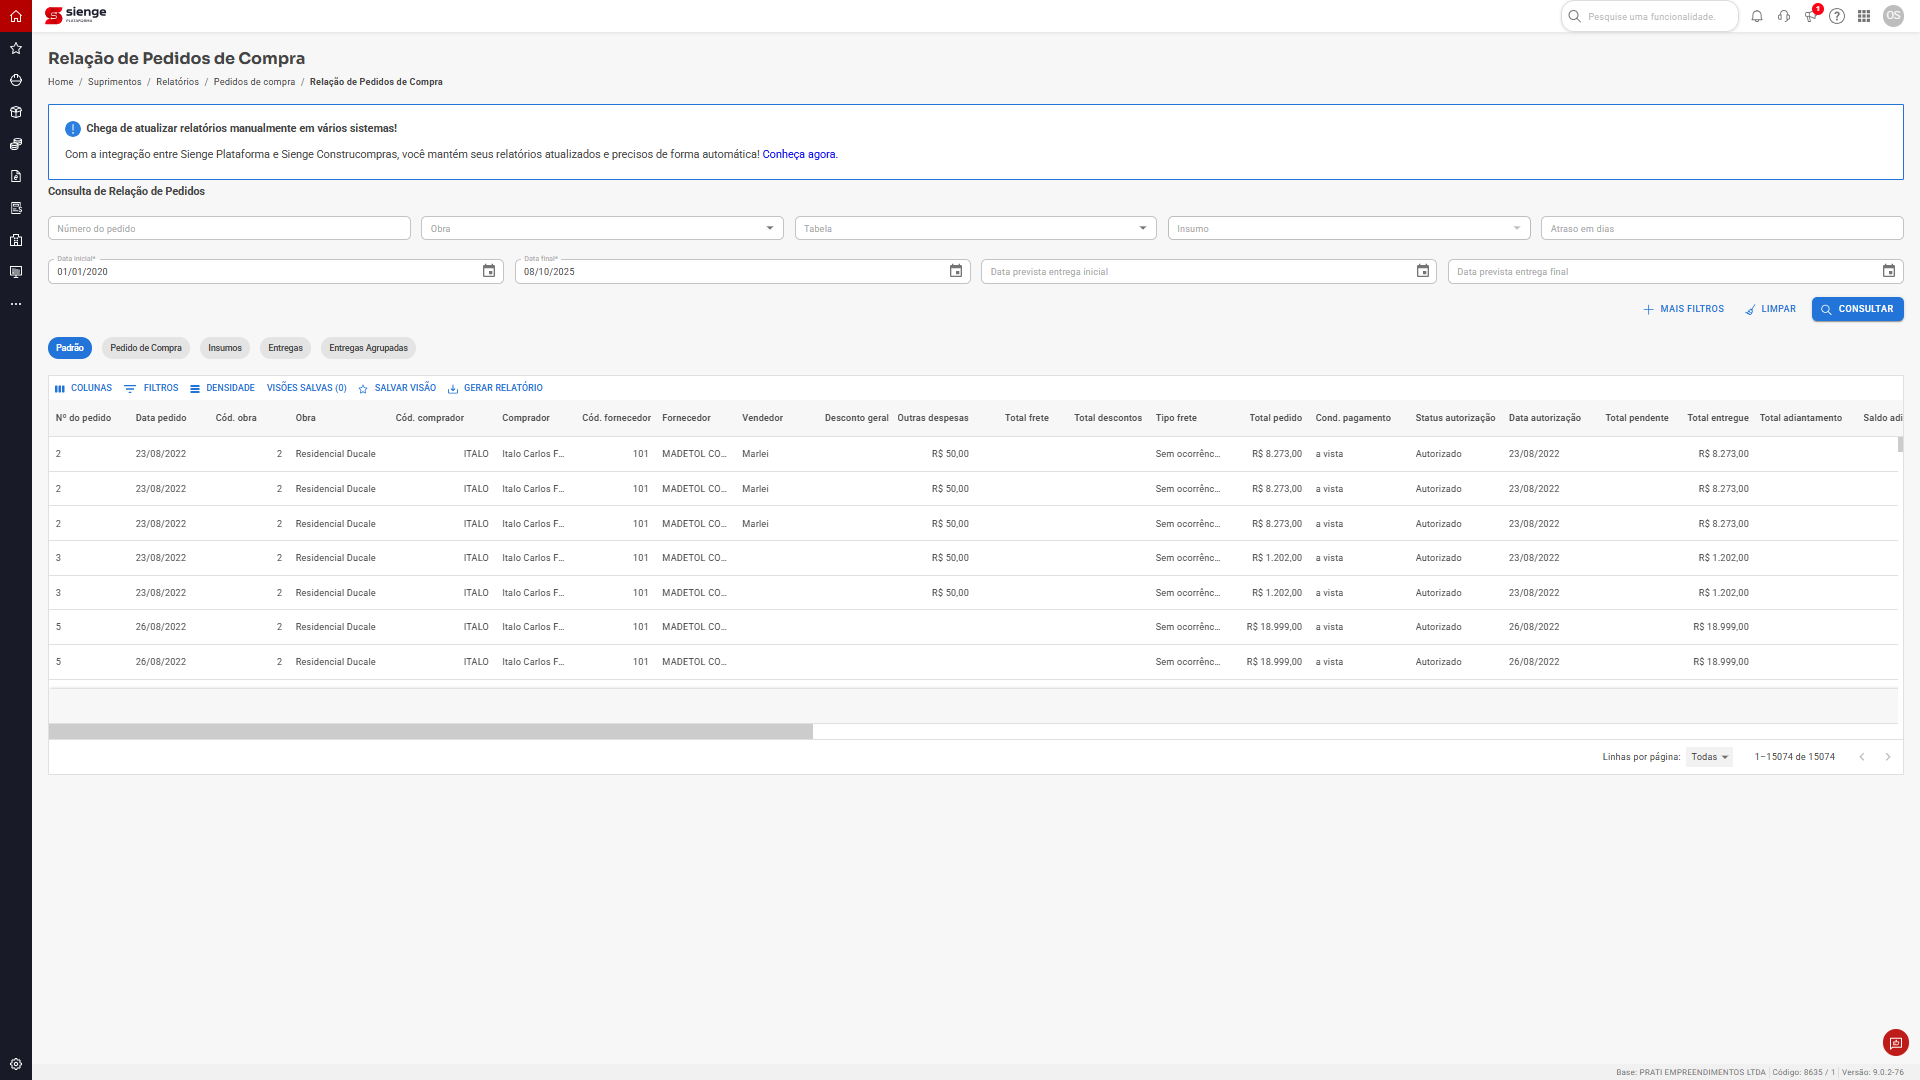 sienge
PLATAFORMA
Pesquise uma funcionalidade.
1
OS
Relação de Pedidos de Compra
Home / Suprimentos / Relatórios / Pedidos de compra / Relação de Pedidos de Compra
Chega de atualizar relatórios manualmente em vários sistemas!
Com a integração entre Sienge Plataforma e Sienge Construcompras, você mantém seus relatórios atualizados e precisos de forma automática! Conheça agora.
Consulta de Relação de Pedidos
Número do pedido Obra Tabela Insumo Atraso em dias
Data inicial* Data final*
01/01/2020 08/10/2025 Data prevista entrega inicial Data prevista entrega final
MAIS FILTROS LIMPAR CONSULTAR
Padrão Pedido de Compra Insumos Entregas Entregas Agrupadas
COLUNAS FILTROS DENSIDADE VISÕES SALVAS (0) SALVAR VISÃO GERAR RELATÓRIO
Nº do pedido Data pedido Cód. obra Obra Cód. comprador Comprador Cód. fornecedor Fornecedor Vendedor Desconto geral Outras despesas Total frete Total descontos Tipo frete Total pedido Cond. pagamento Status autorização Data autorização Total pendente Total entregue Total adiantamento Saldo adi
2 23/08/2022 2 Residencial Ducale ITALO Italo Carlos F... 101 MADETOL CO... Marlei R$ 50,00 Sem ocorrênc... R$ 8.273,00 a vista Autorizado 23/08/2022 R$ 8.273,00
2 23/08/2022 2 Residencial Ducale ITALO Italo Carlos F... 101 MADETOL CO... Marlei R$ 50,00 Sem ocorrênc... R$ 8.273,00 a vista Autorizado 23/08/2022 R$ 8.273,00
2 23/08/2022 2 Residencial Ducale ITALO Italo Carlos F... 101 MADETOL CO... Marlei R$ 50,00 Sem ocorrênc... R$ 8.273,00 a vista Autorizado 23/08/2022 R$ 8.273,00
3 23/08/2022 2 Residencial Ducale ITALO Italo Carlos F... 101 MADETOL CO... R$ 50,00 Sem ocorrênc... R$ 1.202,00 a vista Autorizado 23/08/2022 R$ 1.202,00
3 23/08/2022 2 Residencial Ducale ITALO Italo Carlos F... 101 MADETOL CO... R$ 50,00 Sem ocorrênc... R$ 1.202,00 a vista Autorizado 23/08/2022 R$ 1.202,00
5 26/08/2022 2 Residencial Ducale ITALO Italo Carlos F... 101 MADETOL CO... Sem ocorrênc... R$ 18.999,00 a vista Autorizado 26/08/2022 R$ 18.999,00
5 26/08/2022 2 Residencial Ducale ITALO Italo Carlos F... 101 MADETOL CO... Sem ocorrênc... R$ 18.999,00 a vista Autorizado 26/08/2022 R$ 18.999,00
Linhas por página: Todas 1–15074 de 15074
Base: PRATI EMPREENDIMENTOS LTDA | Código: 8635 / 1 | Versão: 9.0.2-76